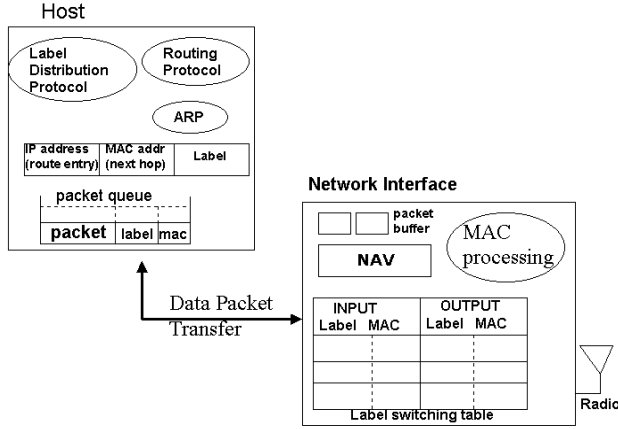 Host
Label
Distribution
Protocol
Routing
Protocol
ARP
IP address
(route entry)
MAC addr
(next hop)
Label
packet queue
packet
label
mac
Data Packet
Transfer
Network Interface
packet
buffer
NAV
MAC
processing
INPUT
Label MAC
OUTPUT
Label MAC
Label switching table
Radio